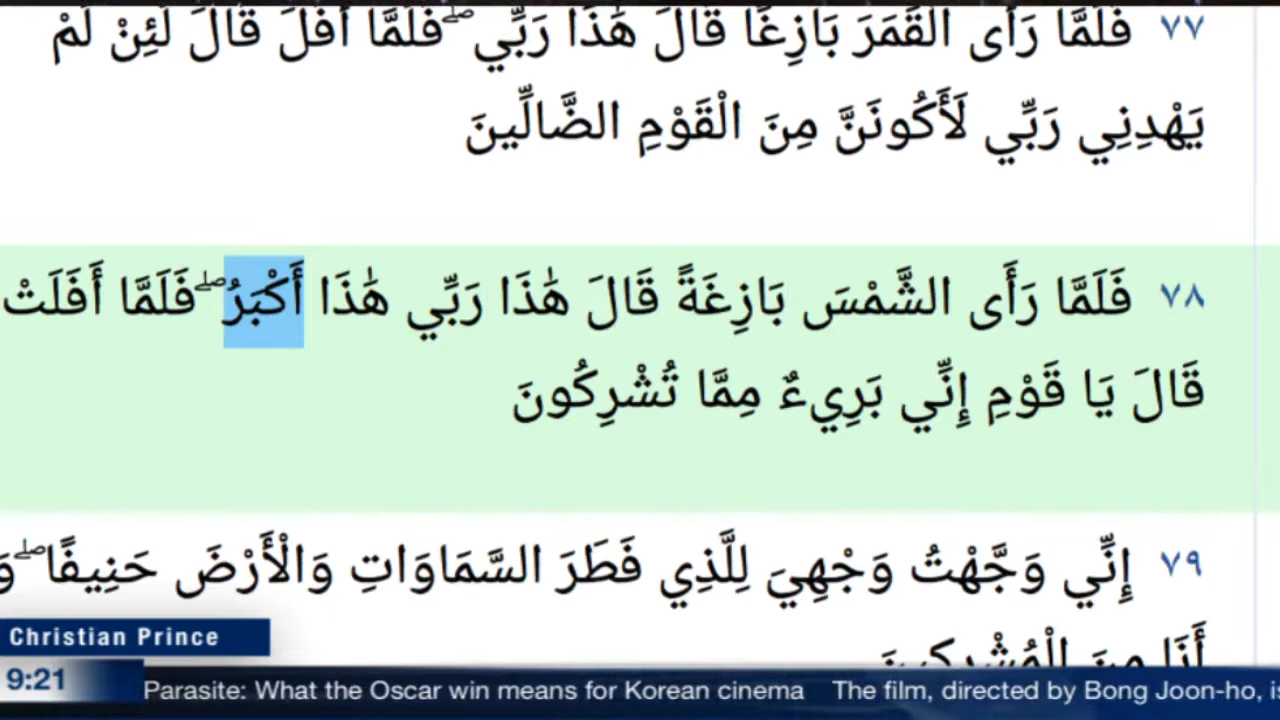 ٧٧ فَلَمَّا رَأَى الْقَمَرَ بَازِغًا قَالَ هَٰذَا رَبِّي ۖ فَلَمَّا أَفَلَ قَالَ لَئِنْ لَمْ
يَهْدِنِي رَبِّي لَأَكُونَنَّ مِنَ الْقَوْمِ الضَّالِّينَ
٧٨ فَلَمَّا رَأَى الشَّمْسَ بَازِغَةً قَالَ هَٰذَا رَبِّي هَٰذَا أَكْبَرُ ۖ فَلَمَّا أَفَلَتْ
قَالَ يَا قَوْمِ إِنِّي بَرِيءٌ مِمَّا تُشْرِكُونَ
٧٩ إِنِّي وَجَّهْتُ وَجْهِيَ لِلَّذِي فَطَرَ السَّمَاوَاتِ وَالْأَرْضَ حَنِيفًا ۖ
أَنَا مِنَ الْمُشْرِكِينَ
Christian Prince
9:21
Parasite: What the Oscar win means for Korean cinema The film, directed by Bong Joon-ho,